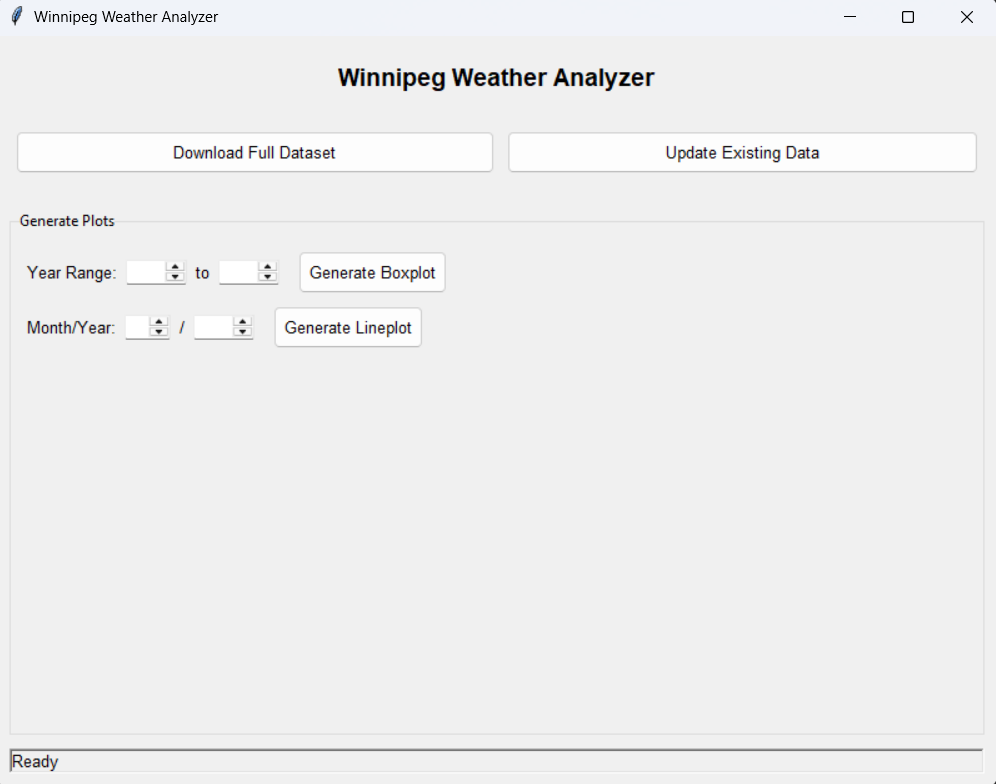 Winnipeg Weather Analyzer
Winnipeg Weather Analyzer
Download Full Dataset Update Existing Data
Generate Plots
Year Range: to Generate Boxplot
Month/Year: / Generate Lineplot
Ready